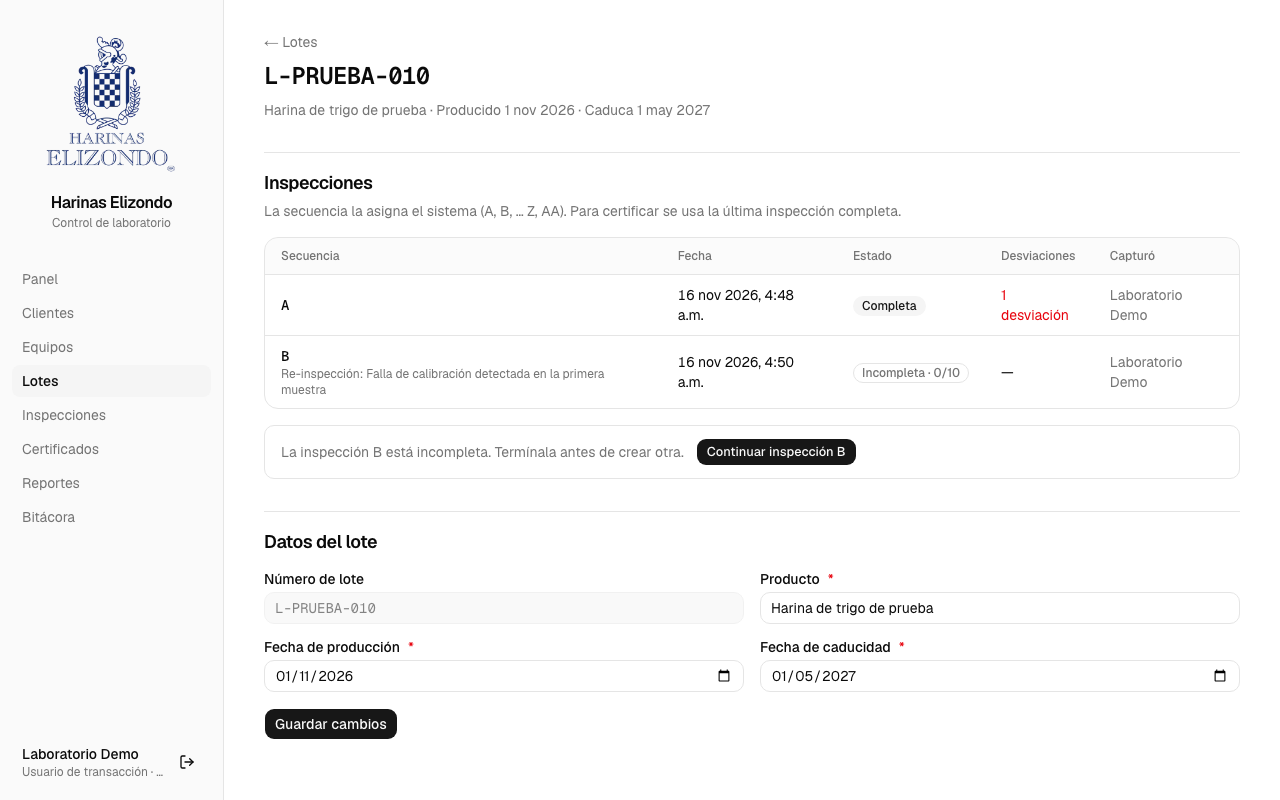 HARINAS
ELIZONDO
Harinas Elizondo
Control de laboratorio
Panel
Clientes
Equipos
Lotes
Inspecciones
Certificados
Reportes
Bitácora
Laboratorio Demo
Usuario de transacción · ...
← Lotes
L-PRUEBA-010
Harina de trigo de prueba · Producido 1 nov 2026 · Caduca 1 may 2027
Inspecciones
La secuencia la asigna el sistema (A, B, … Z, AA). Para certificar se usa la última inspección completa.
Secuencia Fecha Estado Desviaciones Capturó
A 16 nov 2026, 4:48 a.m. Completa 1 desviación Laboratorio Demo
B 16 nov 2026, 4:50 a.m. Incompleta · 0/10 — Laboratorio Demo
Re-inspección: Falla de calibración detectada en la primera
muestra
La inspección B está incompleta. Termínala antes de crear otra. Continuar inspección B
Datos del lote
Número de lote
L-PRUEBA-010
Producto *
Harina de trigo de prueba
Fecha de producción *
01/11/2026
Fecha de caducidad *
01/05/2027
Guardar cambios